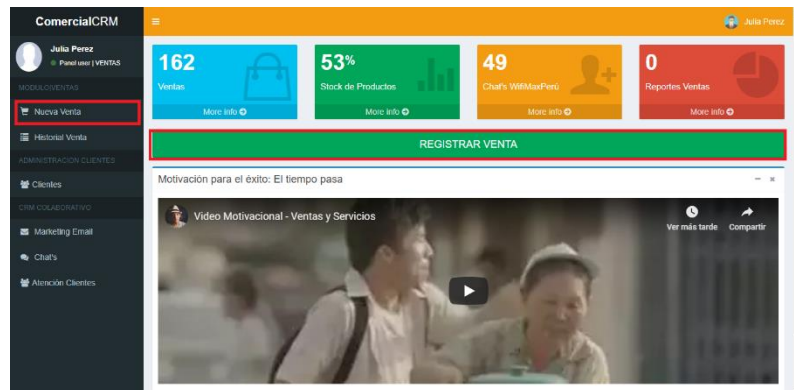 ComercialCRM
Julia Perez
Julia Perez
Panel user | VENTAS
MODULO/VENTAS
Nueva Venta
Historial Venta
ADMINISTRACION CLIENTES
Clientes
CRM COLABORATIVO
Marketing Email
Chat's
Atención Clientes
162
Ventas
More info
53%
Stock de Productos
More info
49
Chat's WifiMaxPerú
More info
0
Reportes Ventas
More info
REGISTRAR VENTA
Motivación para el éxito: El tiempo pasa
Video Motivacional - Ventas y Servicios
Ver más tarde
Compartir